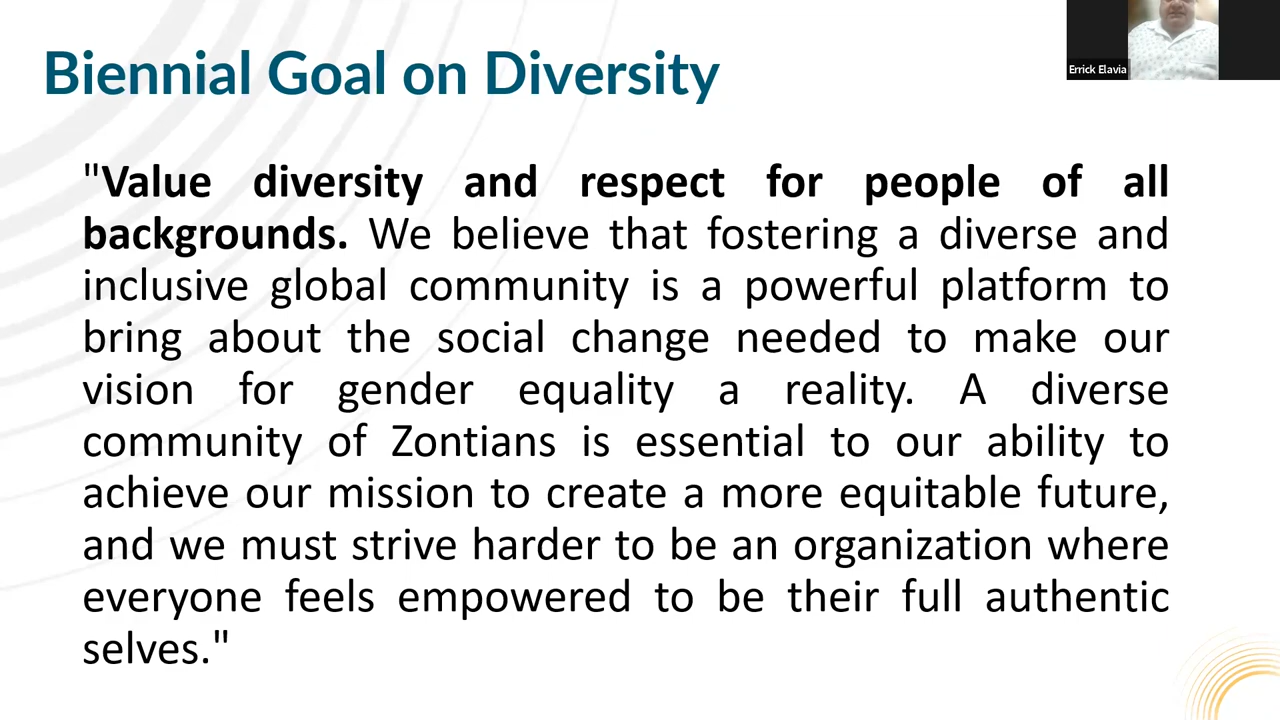 Biennial Goal on Diversity
Errick Elavia
"Value diversity and respect for people of all
backgrounds. We believe that fostering a diverse and
inclusive global community is a powerful platform to
bring about the social change needed to make our
vision for gender equality a reality. A diverse
community of Zontians is essential to our ability to
achieve our mission to create a more equitable future,
and we must strive harder to be an organization where
everyone feels empowered to be their full authentic
selves."